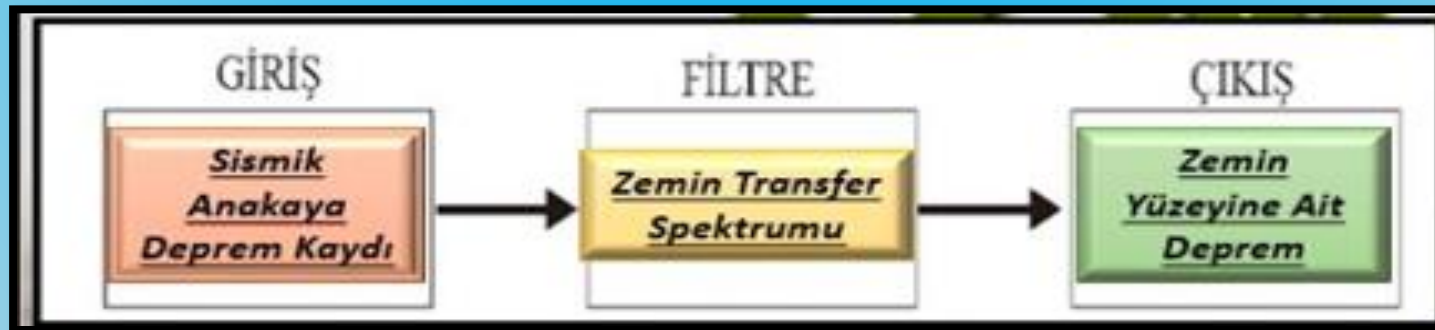 GİRİŞ
FİLTRE
ÇIKIŞ
Sismik
Anakaya
Deprem Kaydı
Zemin Transfer
Spektrumu
Zemin
Yüzeyine Ait
Deprem